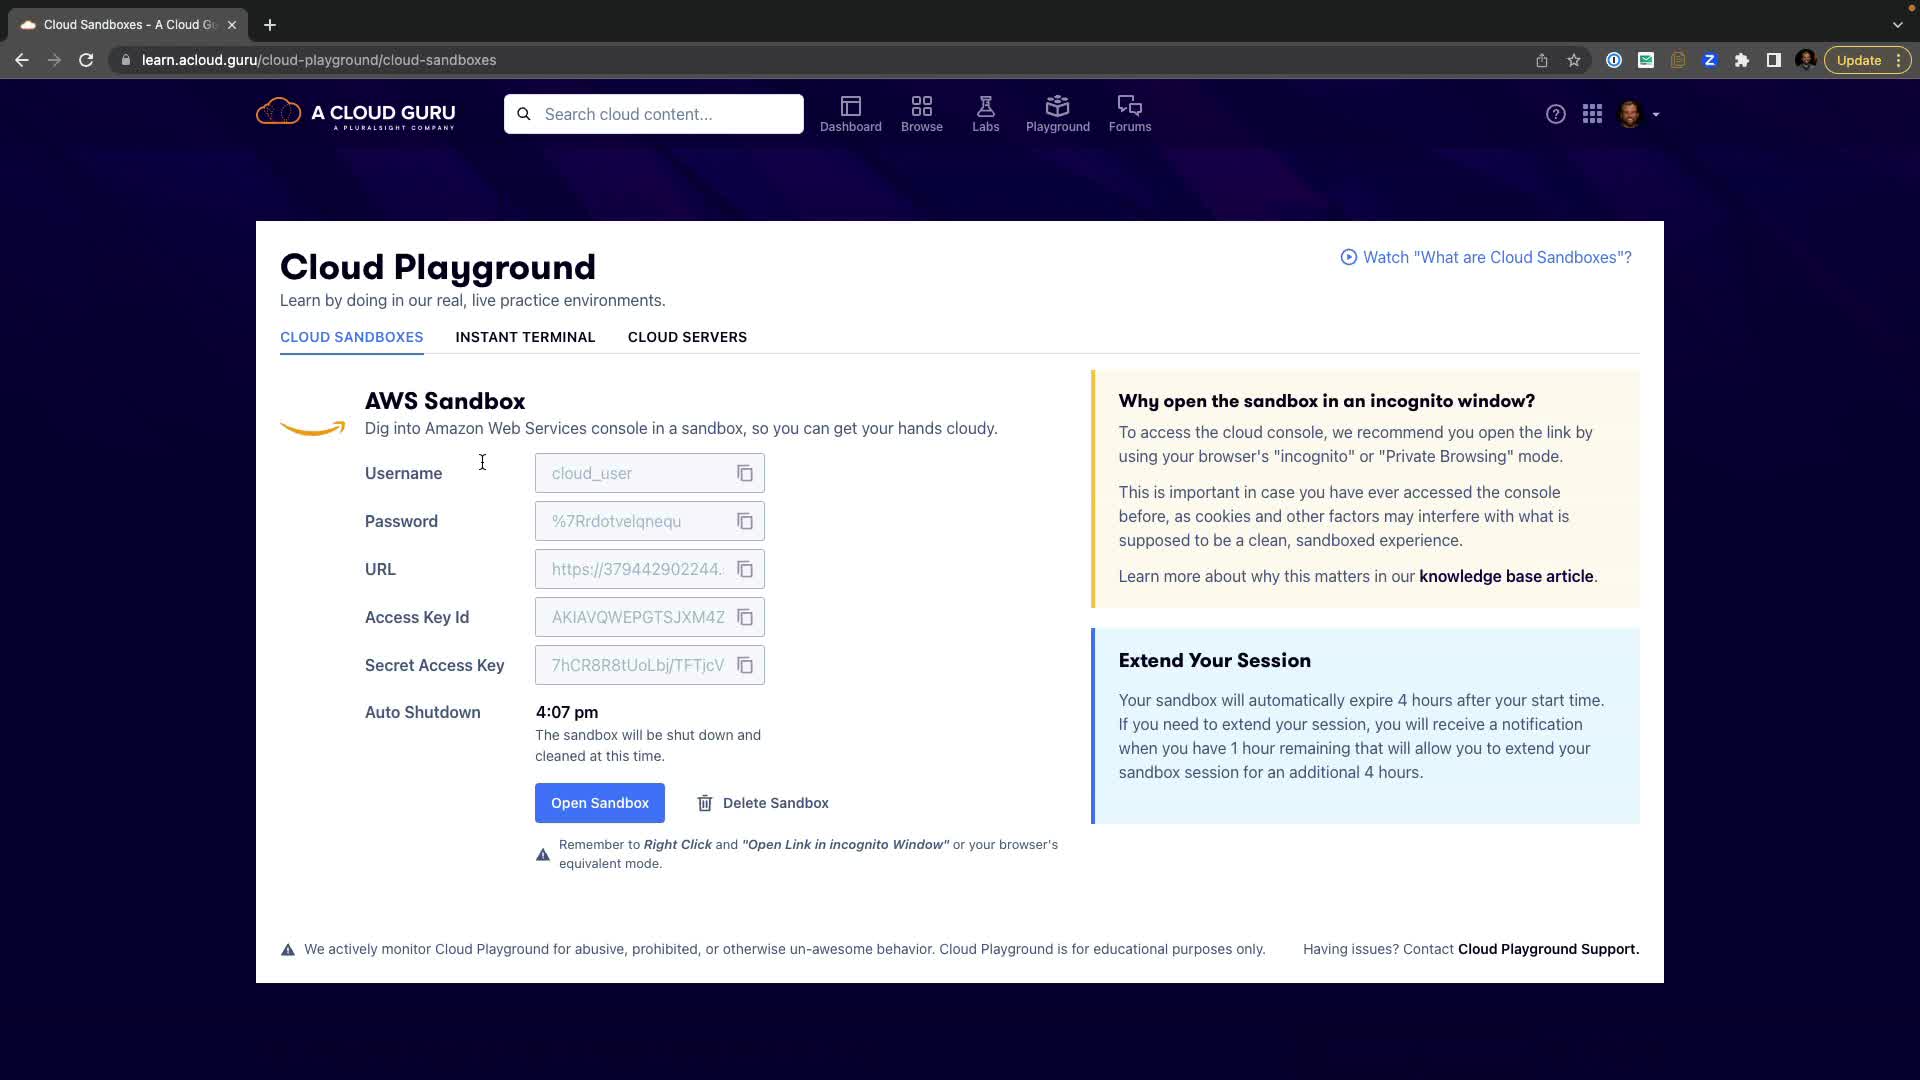 Cloud Sandboxes - A Cloud Gu
learn.acloud.guru/cloud-playground/cloud-sandboxes
Update
A CLOUD GURU
A PLURALSIGHT COMPANY
Search cloud content...
Dashboard
Browse
Labs
Playground
Forums
Cloud Playground
Watch "What are Cloud Sandboxes"?
Learn by doing in our real, live practice environments.
CLOUD SANDBOXES
INSTANT TERMINAL
CLOUD SERVERS
AWS Sandbox
Dig into Amazon Web Services console in a sandbox, so you can get your hands cloudy.
Username
cloud_user
Password
%7Rrdotvelqnequ
URL
https://379442902244.
Access Key Id
AKIAVQWEPGTSJXM4Z
Secret Access Key
7hCR8R8tUoLbj/TFTjcV
Auto Shutdown
4:07 pm
The sandbox will be shut down and
cleaned at this time.
Open Sandbox
Delete Sandbox
Remember to Right Click and "Open Link in incognito Window" or your browser's
equivalent mode.
Why open the sandbox in an incognito window?
To access the cloud console, we recommend you open the link by
using your browser's "incognito" or "Private Browsing" mode.
This is important in case you have ever accessed the console
before, as cookies and other factors may interfere with what is
supposed to be a clean, sandboxed experience.
Learn more about why this matters in our knowledge base article.
Extend Your Session
Your sandbox will automatically expire 4 hours after your start time.
If you need to extend your session, you will receive a notification
when you have 1 hour remaining that will allow you to extend your
sandbox session for an additional 4 hours.
We actively monitor Cloud Playground for abusive, prohibited, or otherwise un-awesome behavior. Cloud Playground is for educational purposes only.
Having issues? Contact Cloud Playground Support.